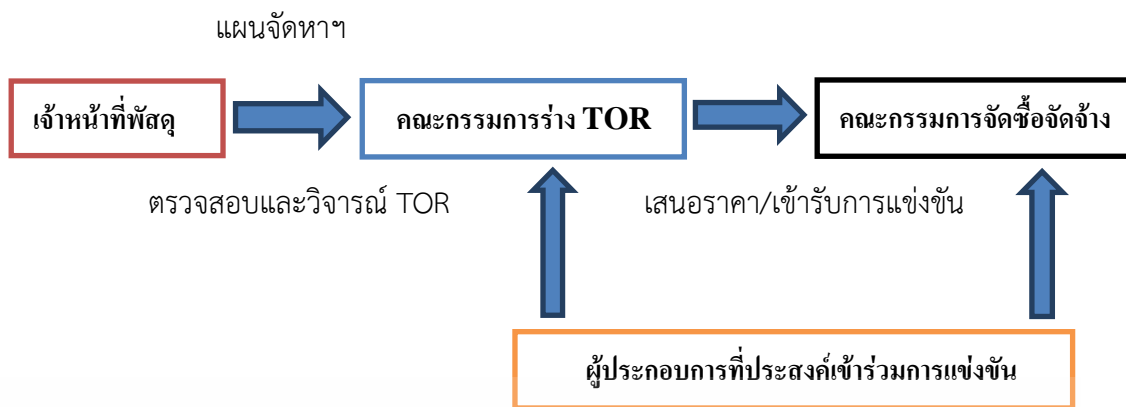 แผนจัดหาฯ
เจ้าหน้าที่พัสดุ
คณะกรรมการร่าง TOR
คณะกรรมการจัดซื้อจัดจ้าง
ตรวจสอบและวิจารณ์ TOR
เสนอราคา/เข้ารับการแข่งขัน
ผู้ประกอบการที่ประสงค์เข้าร่วมการแข่งขัน